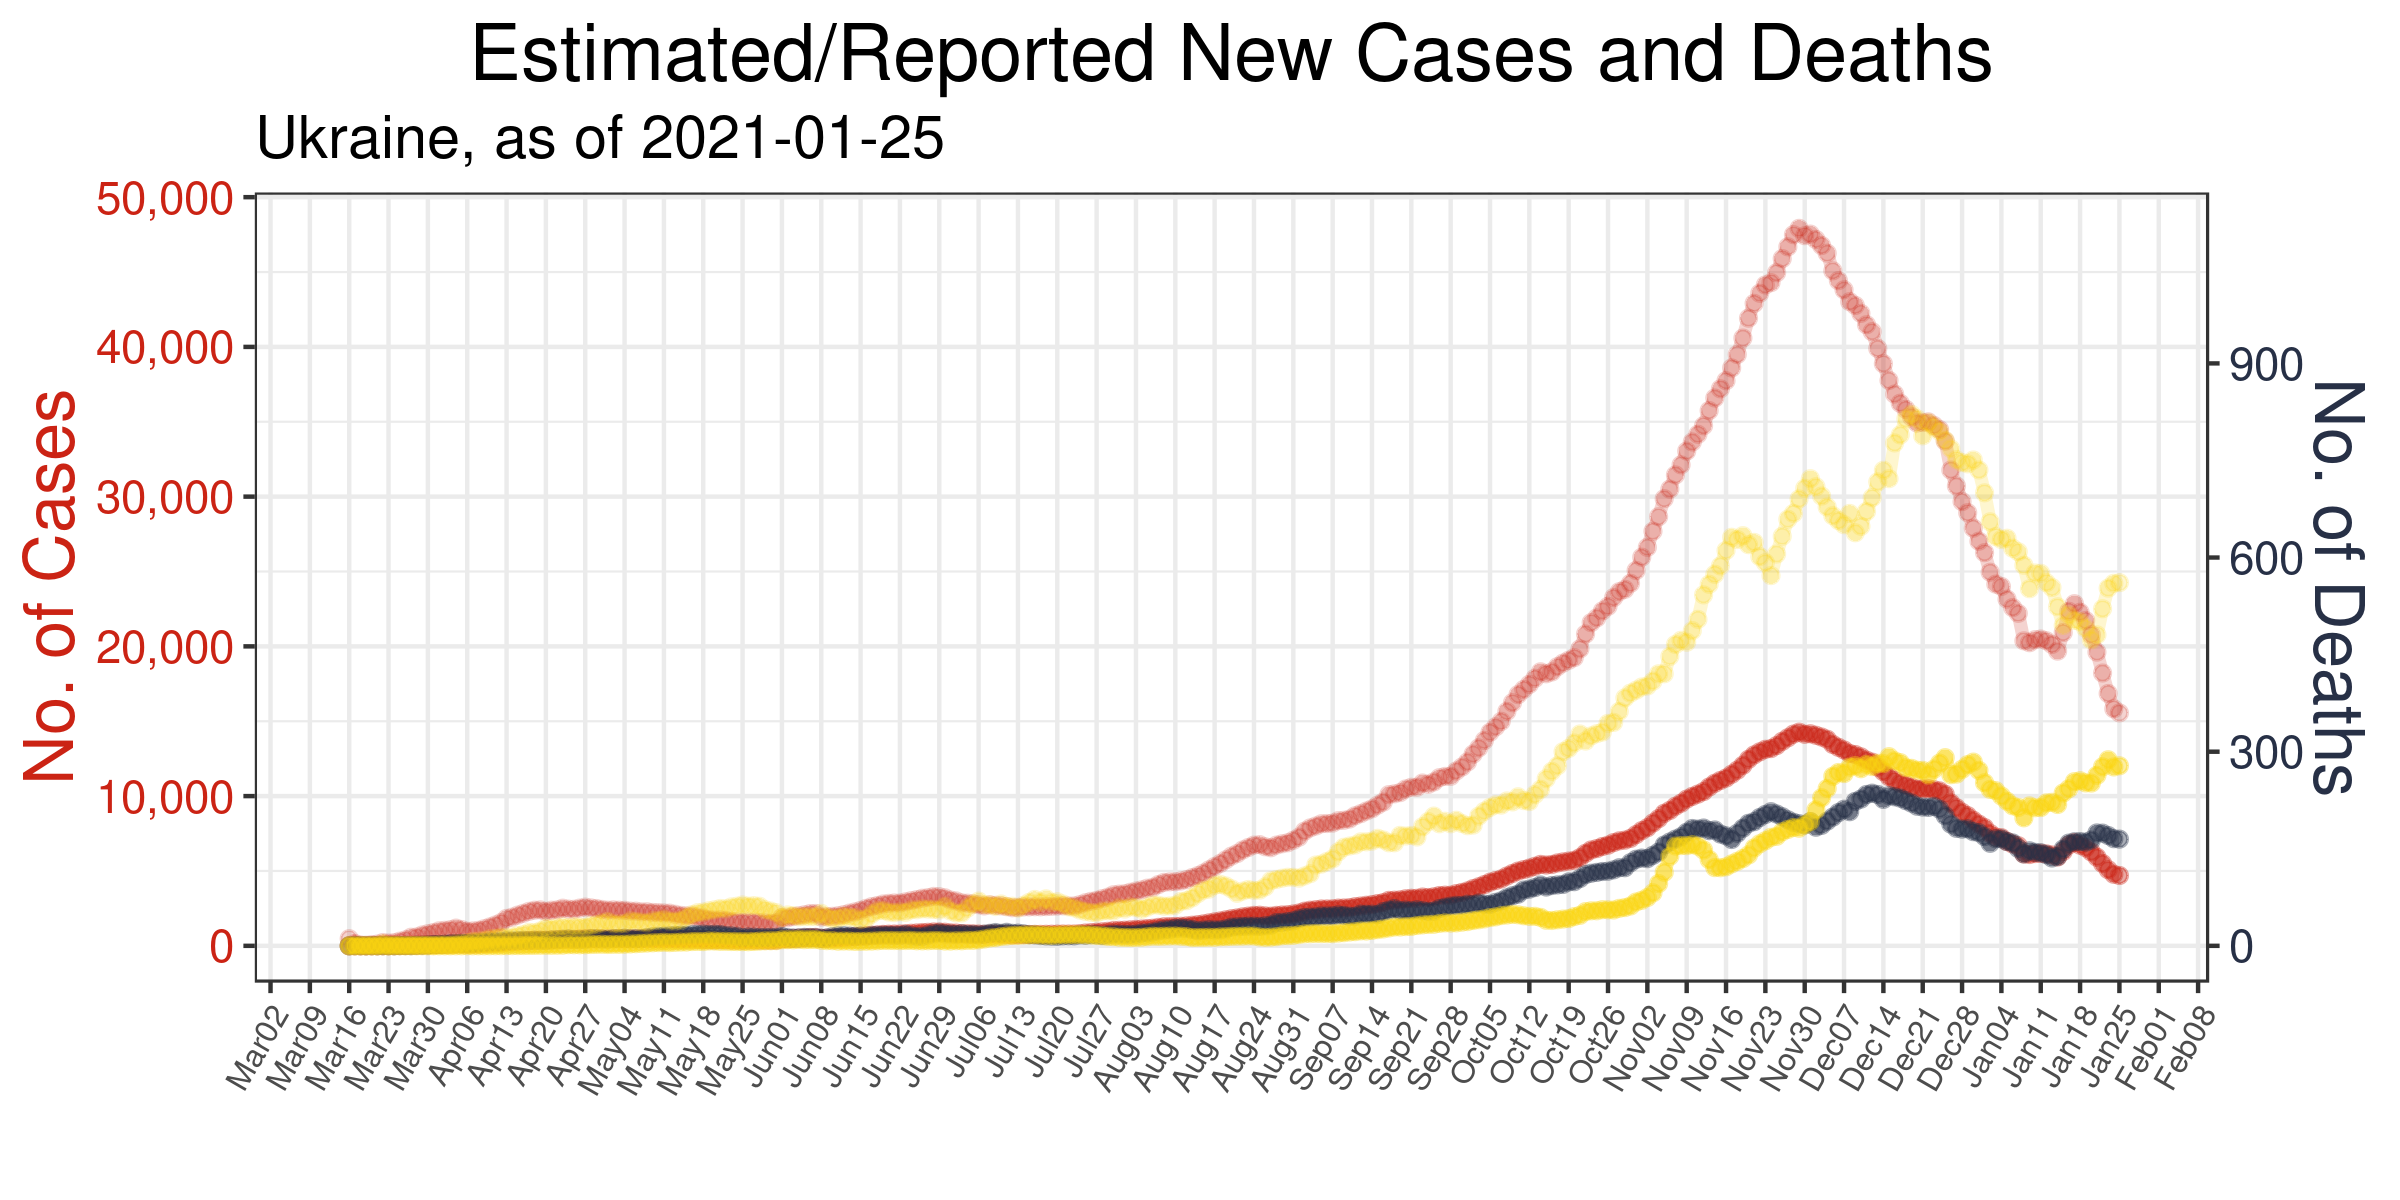 Estimated/Reported New Cases and Deaths
Ukraine, as of 2021-01-25
No. of Cases
50,000
40,000
30,000
20,000
10,000
0
No. of Deaths
900
600
300
0
Mar02
Mar09
Mar16
Mar23
Mar30
Apr06
Apr13
Apr20
Apr27
May04
May11
May18
May25
Jun01
Jun08
Jun15
Jun22
Jun29
Jul06
Jul13
Jul20
Jul27
Aug03
Aug10
Aug17
Aug24
Aug31
Sep07
Sep14
Sep21
Sep28
Oct05
Oct12
Oct19
Oct26
Nov02
Nov09
Nov16
Nov23
Nov30
Dec07
Dec14
Dec21
Dec28
Jan04
Jan11
Jan18
Jan25
Feb01
Feb08